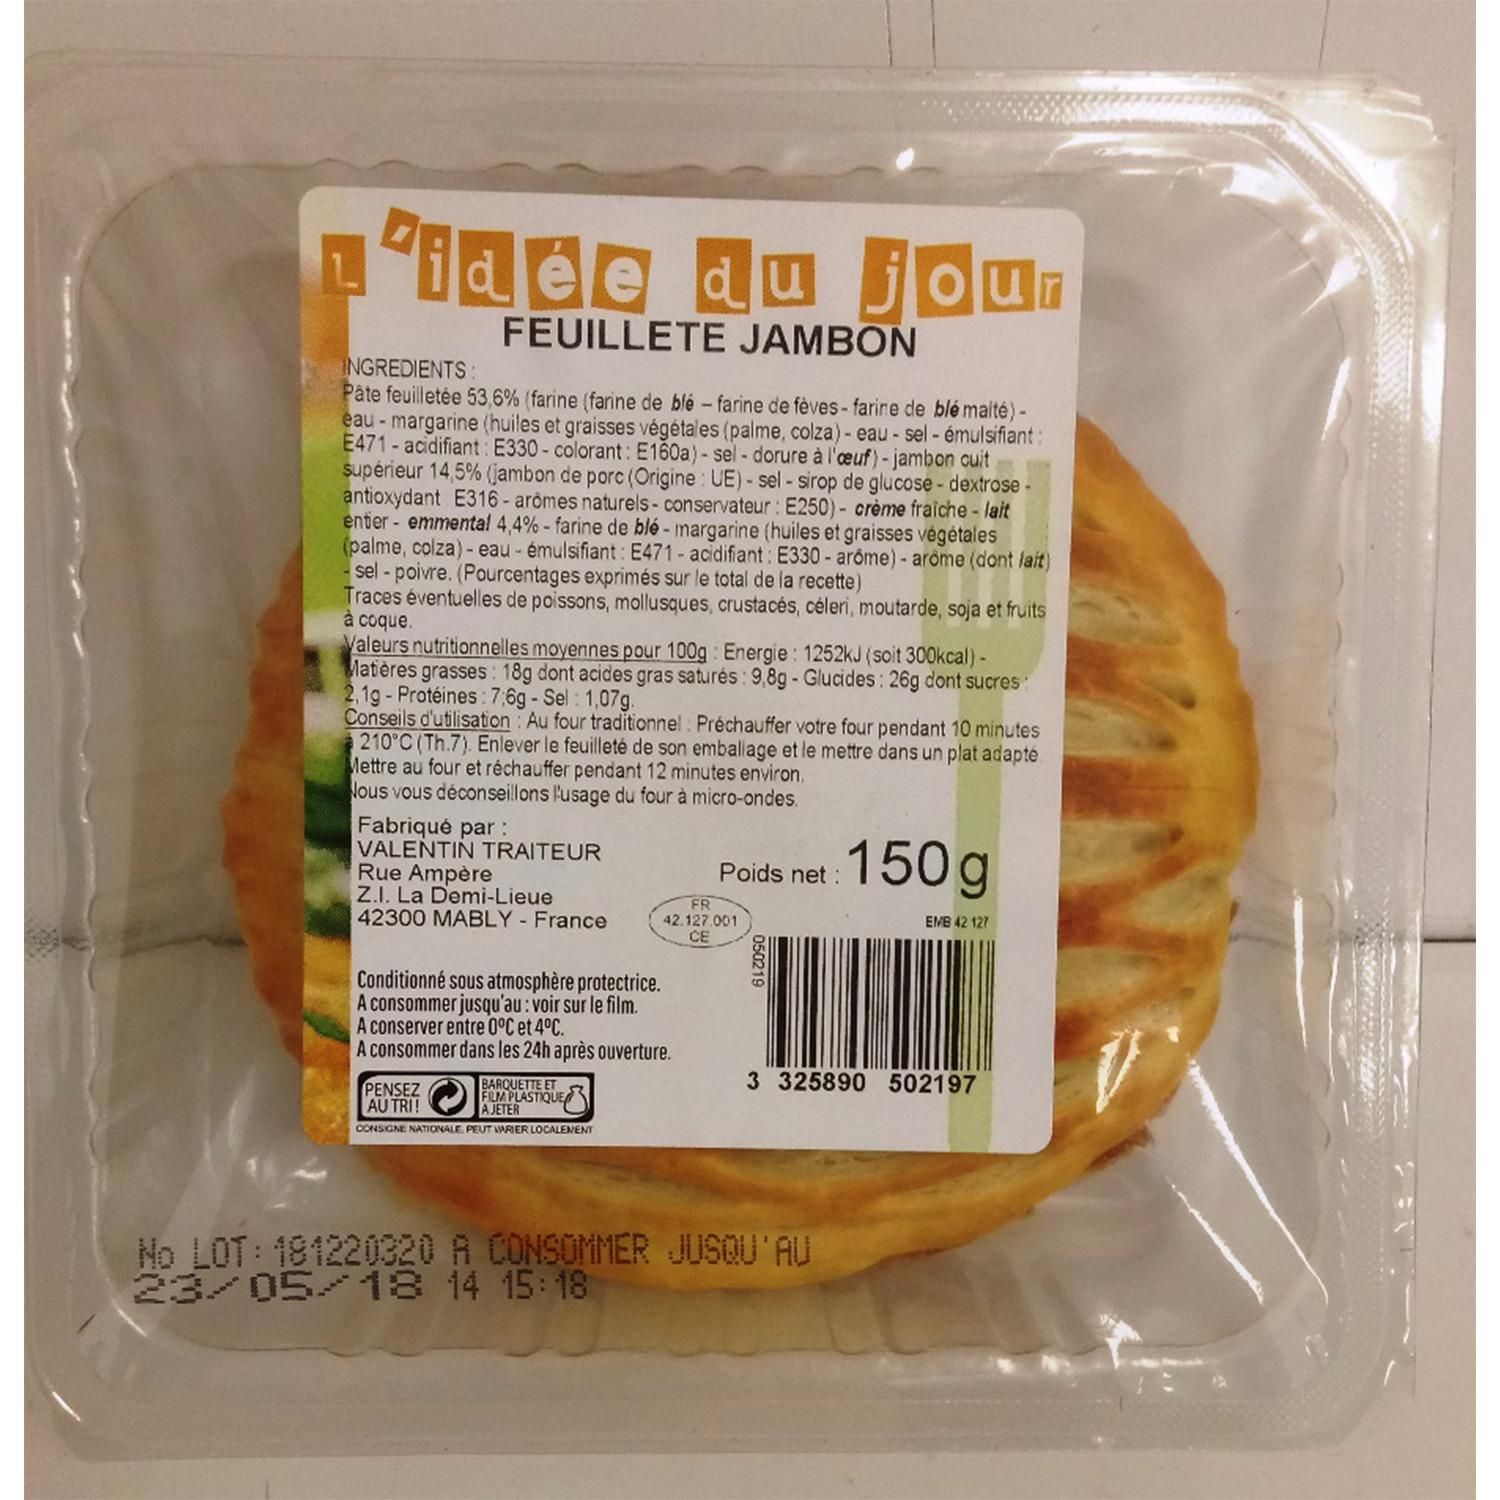 L'idée du jour
FEUILLETE JAMBON
INGREDIENTS :
Pâte feuilletée 53,6% (farine (farine de blé – farine de fèves - farine de blé malté) -
eau - margarine (huiles et graisses végétales (palme, colza) - eau - sel - émulsifiant :
E471 - acidifiant : E330 - colorant : E160a) - sel - dorure à l'œuf) - jambon cuit
supérieur 14,5% (jambon de porc (Origine : UE) - sel - sirop de glucose - dextrose -
antioxydant E316 - arômes naturels - conservateur : E250) - crème fraîche - lait
entier - emmental 4,4% - farine de blé - margarine (huiles et graisses végétales
(palme, colza) - eau - émulsifiant : E471 - acidifiant : E330 - arôme) - arôme (dont lait)
- sel - poivre. (Pourcentages exprimés sur le total de la recette)
Traces éventuelles de poissons, mollusques, crustacés, céleri, moutarde, soja et fruits
à coque.
Valeurs nutritionnelles moyennes pour 100g : Energie : 1252kJ (soit 300kcal) -
Matières grasses : 18g dont acides gras saturés : 9,8g - Glucides : 26g dont sucres :
2,1g - Protéines : 7,6g - Sel : 1,07g.
Conseils d'utilisation : Au four traditionnel : Préchauffer votre four pendant 10 minutes
à 210°C (Th.7). Enlever le feuilleté de son emballage et le mettre dans un plat adapté.
Mettre au four et réchauffer pendant 12 minutes environ.
Nous vous déconseillons l'usage du four à micro-ondes.
Fabriqué par :
VALENTIN TRAITEUR
Rue Ampère
Z.I. La Demi-Lieue
42300 MABLY - France
FR
42.127.001
CE
Poids net : 150g
EMB 42 127
050219
3 325890 502197
Conditionné sous atmosphère protectrice.
A consommer jusqu'au : voir sur le film.
A conserver entre 0°C et 4°C.
A consommer dans les 24h après ouverture.
PENSEZ
AU TRI !
BARQUETTE ET
FILM PLASTIQUE
A JETER
CONSIGNE NATIONALE, PEUT VARIER LOCALEMENT
No LOT: 181220320 A CONSOMMER JUSQU'AU
23/05/18 14 15:18